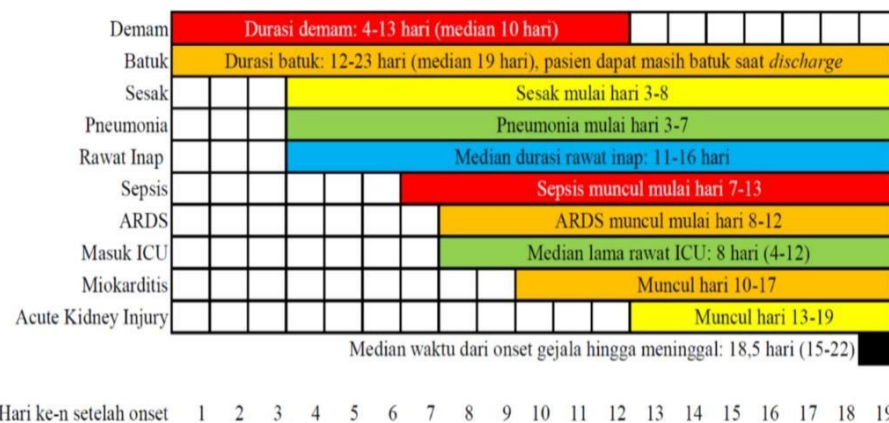 Demam Durasi demam: 4-13 hari (median 10 hari)
Batuk Durasi batuk: 12-23 hari (median 19 hari), pasien dapat masih batuk saat discharge
Sesak Sesak mulai hari 3-8
Pneumonia Pneumonia mulai hari 3-7
Rawat Inap Median durasi rawat inap: 11-16 hari
Sepsis Sepsis muncul mulai hari 7-13
ARDS ARDS muncul mulai hari 8-12
Masuk ICU Median lama rawat ICU: 8 hari (4-12)
Miokarditis Muncul hari 10-17
Acute Kidney Injury Muncul hari 13-19
Median waktu dari onset gejala hingga meninggal: 18,5 hari (15-22)
Hari ke-n setelah onset 1 2 3 4 5 6 7 8 9 10 11 12 13 14 15 16 17 18 19